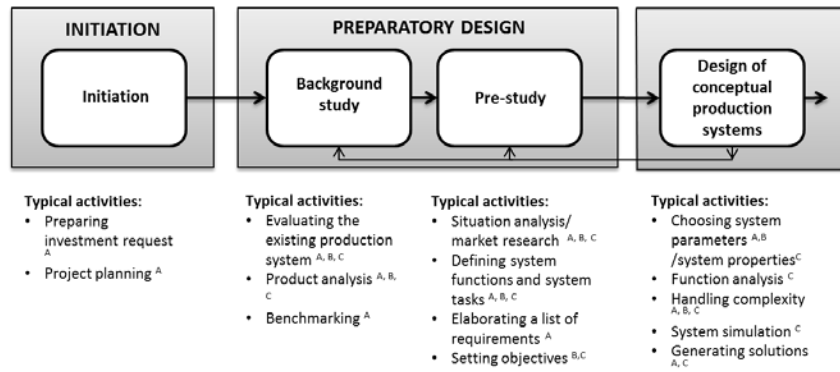 INITIATION
PREPARATORY DESIGN
Initiation
Background
study
Pre-study
Design of
conceptual
production
systems
Typical activities:
• Preparing
investment request
A
• Project planning A
Typical activities:
• Evaluating the
existing production
system A, B, C
• Product analysis A, B,
C
• Benchmarking A
Typical activities:
• Situation analysis/
market research A, B, C
• Defining system
functions and system
tasks A, B, C
• Elaborating a list of
requirements A
• Setting objectives B,C
Typical activities:
• Choosing system
parameters A,B
/system properties C
• Function analysis C
• Handling complexity
A, B, C
• System simulation C
• Generating solutions
A, C